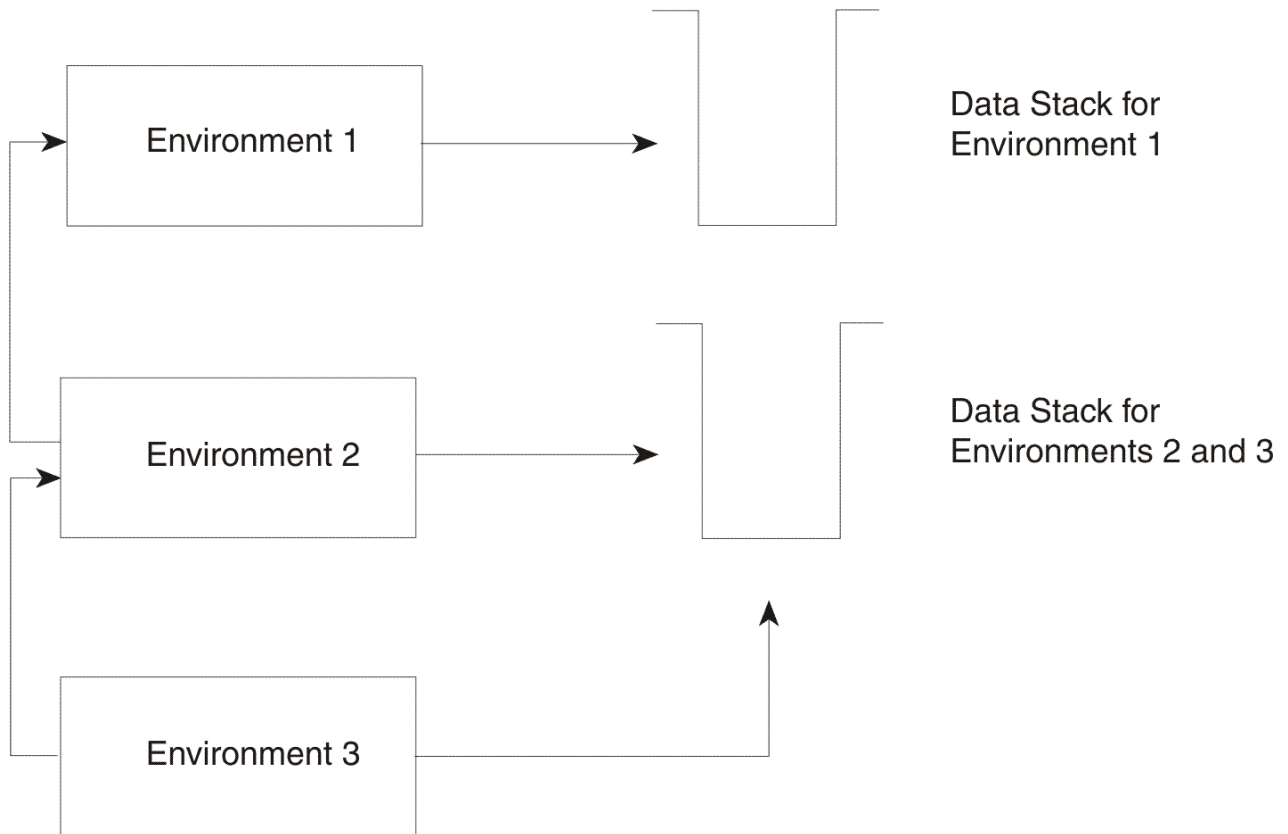 Environment 1
Data Stack for
Environment 1
Environment 2
Data Stack for
Environments 2 and 3
Environment 3